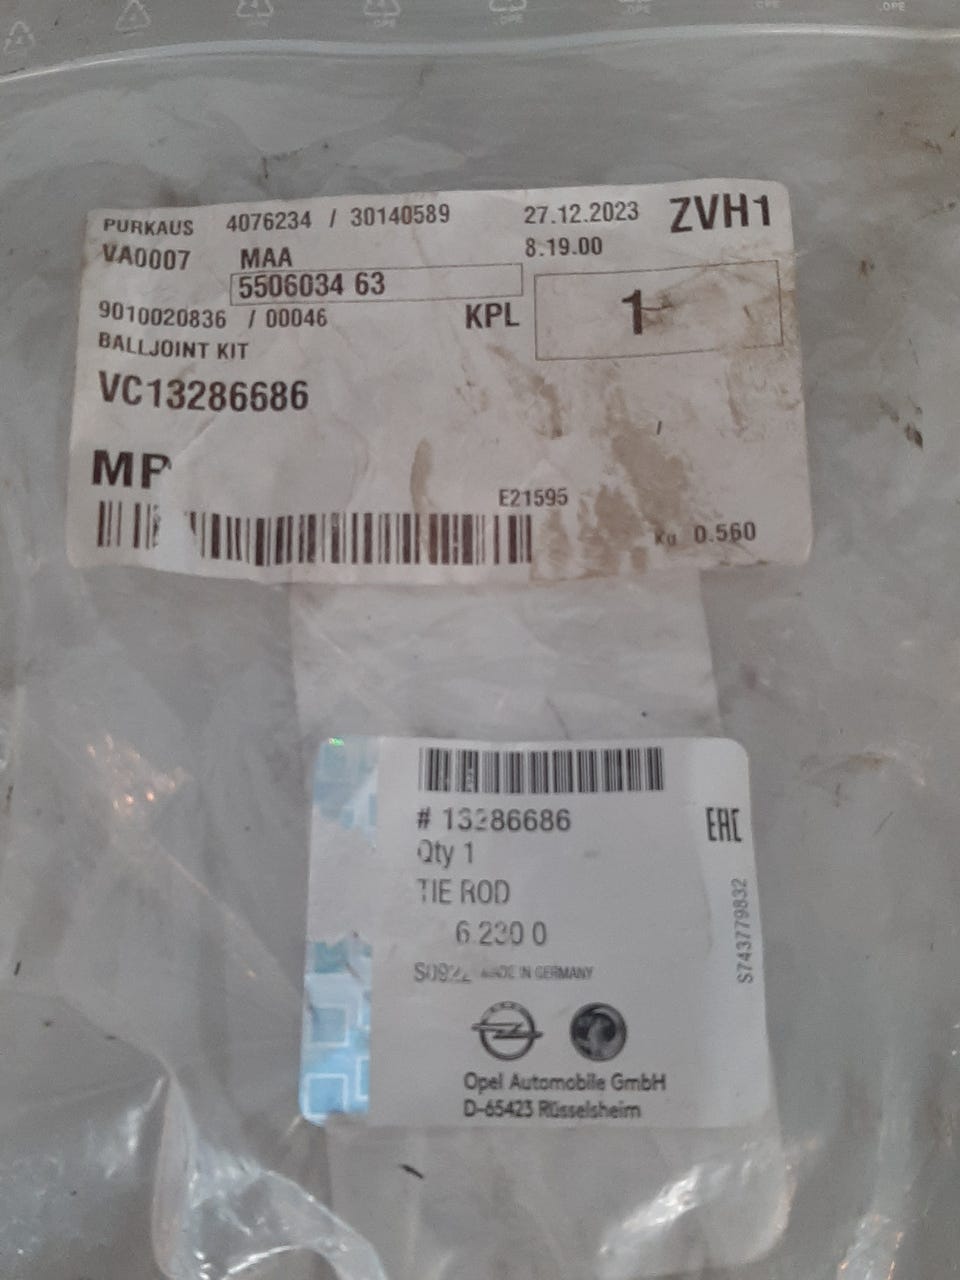 PURKAUS 4076234 / 30140589 27.12.2023 ZVH1
VA0007 MAA 8.19.00
5506034 63
9010020836 / 00046 KPL 1
BALLJOINT KIT
VC13286686
MP
E21595
Kg 0.560
# 13286686
EAC
Qty 1
TIE ROD
6 230 0
MADE IN GERMANY
S743779832
Opel Automobile GmbH
D-65423 Rüsselsheim